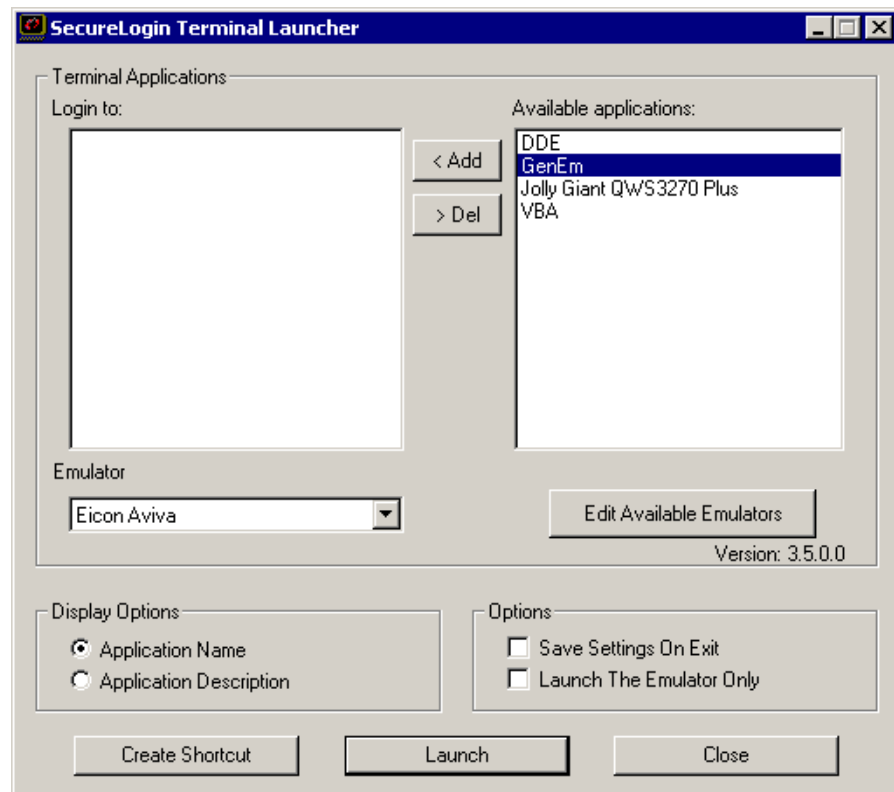 SecureLogin Terminal Launcher
Terminal Applications
Login to:
Available applications:
< Add
> Del
DDE
GenEm
Jolly Giant QWS3270 Plus
VBA
Emulator
Eicon Aviva
Edit Available Emulators
Version: 3.5.0.0
Display Options
Application Name
Application Description
Options
Save Settings On Exit
Launch The Emulator Only
Create Shortcut
Launch
Close